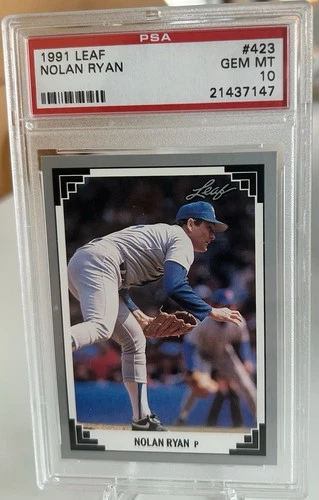 PSA
1991 LEAF #423
NOLAN RYAN GEM MT
10
21437147
Leaf
NOLAN RYAN P